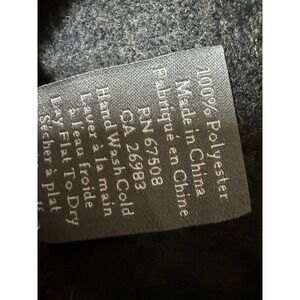 100% Polyester
Made in China
Fabriqué en Chine
RN 67508
CA 26983
Hand Wash Cold
Laver à la main
à l'eau froide
Lay Flat To Dry
Sécher à plat